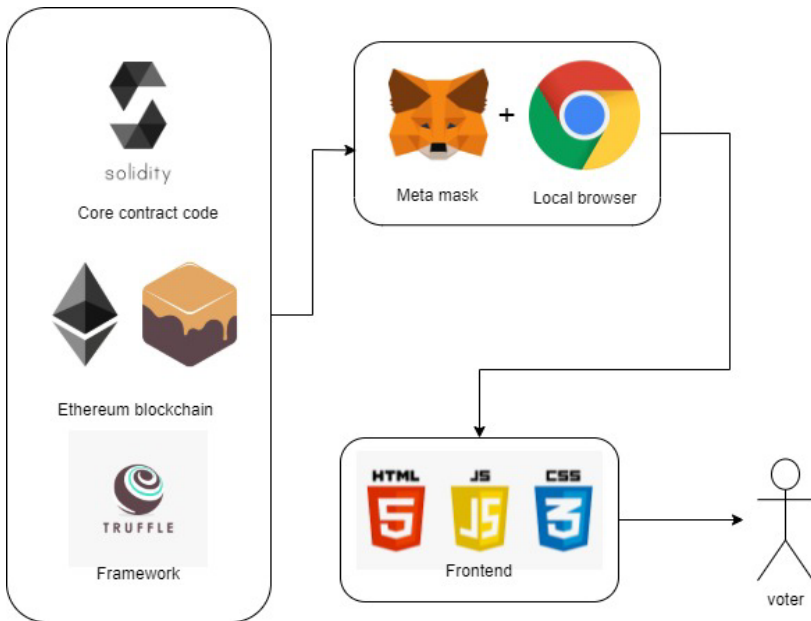 solidity
Core contract code
Ethereum blockchain
TRUFFLE
Framework
+
Meta mask
Local browser
HTML JS CSS
5 JS 3
Frontend
voter